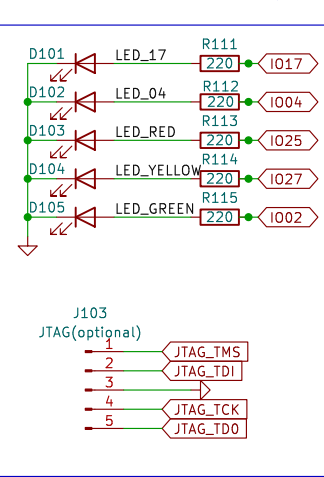 R111
D101 LED_17 220 IO17
R112
D102 LED_04 220 IO04
R113
D103 LED_RED 220 IO25
R114
D104 LED_YELLOW 220 IO27
R115
D105 LED_GREEN 220 IO02
J103
JTAG(optional)
1 JTAG_TMS
2 JTAG_TDI
3
4 JTAG_TCK
5 JTAG_TDO